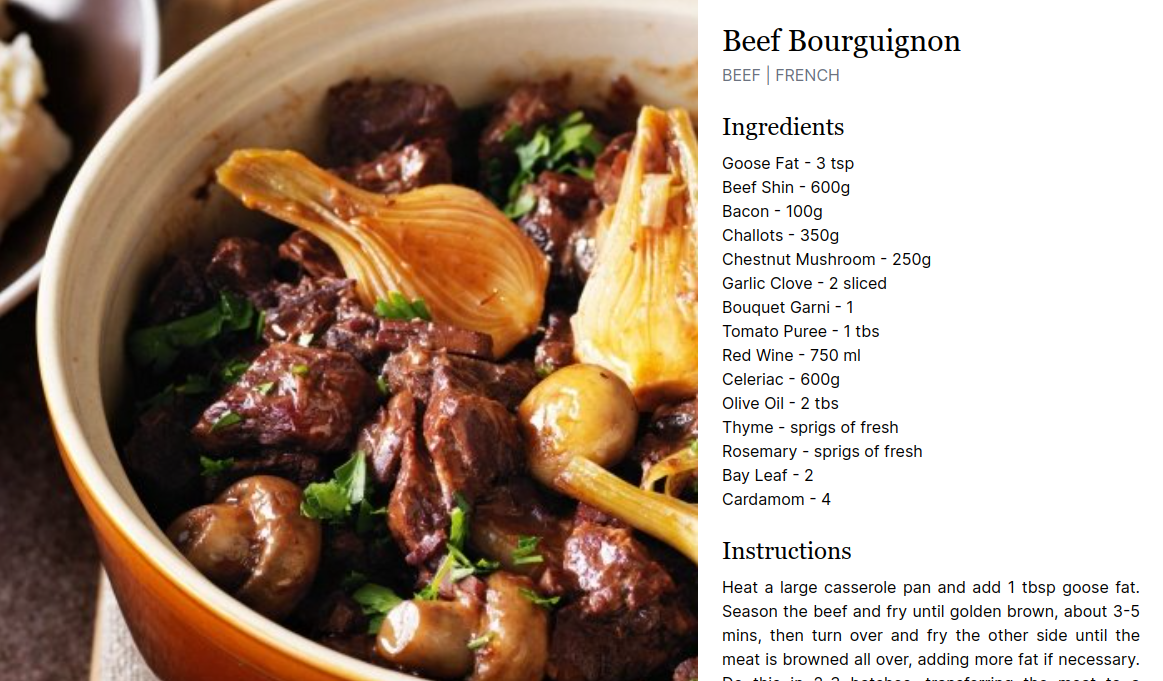 Beef Bourguignon
BEEF | FRENCH
Ingredients
Goose Fat - 3 tsp
Beef Shin - 600g
Bacon - 100g
Challots - 350g
Chestnut Mushroom - 250g
Garlic Clove - 2 sliced
Bouquet Garni - 1
Tomato Puree - 1 tbs
Red Wine - 750 ml
Celeriac - 600g
Olive Oil - 2 tbs
Thyme - sprigs of fresh
Rosemary - sprigs of fresh
Bay Leaf - 2
Cardamom - 4
Instructions
Heat a large casserole pan and add 1 tbsp goose fat.
Season the beef and fry until golden brown, about 3-5
mins, then turn over and fry the other side until the
meat is browned all over, adding more fat if necessary.